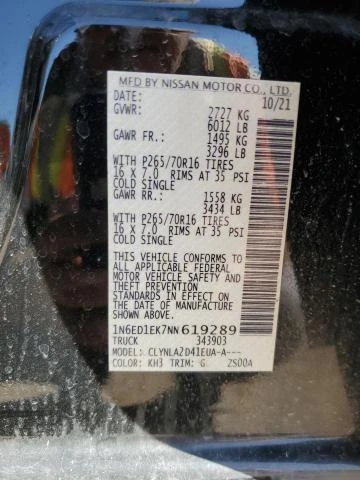 MFD BY NISSAN MOTOR CO., LTD.
DATE: 10/21
GVWR: 2727 KG
6012 LB
GAWR FR.: 1495 KG
3296 LB
WITH P265/70R16 TIRES
16 X 7.0 RIMS AT 35 PSI
COLD SINGLE
GAWR RR.: 1558 KG
3434 LB
WITH P265/70R16 TIRES
16 X 7.0 RIMS AT 35 PSI
COLD SINGLE
THIS VEHICLE CONFORMS TO
ALL APPLICABLE FEDERAL
MOTOR VEHICLE SAFETY AND
THEFT PREVENTION
STANDARDS IN EFFECT ON
THE DATE OF MANUFACTURE
SHOWN ABOVE.
1N6ED1EK7NN619289
TRUCK 343903
MODEL: CLYNLA2D41EUA-A---
COLOR: KH3 TRIM: G 2S00A